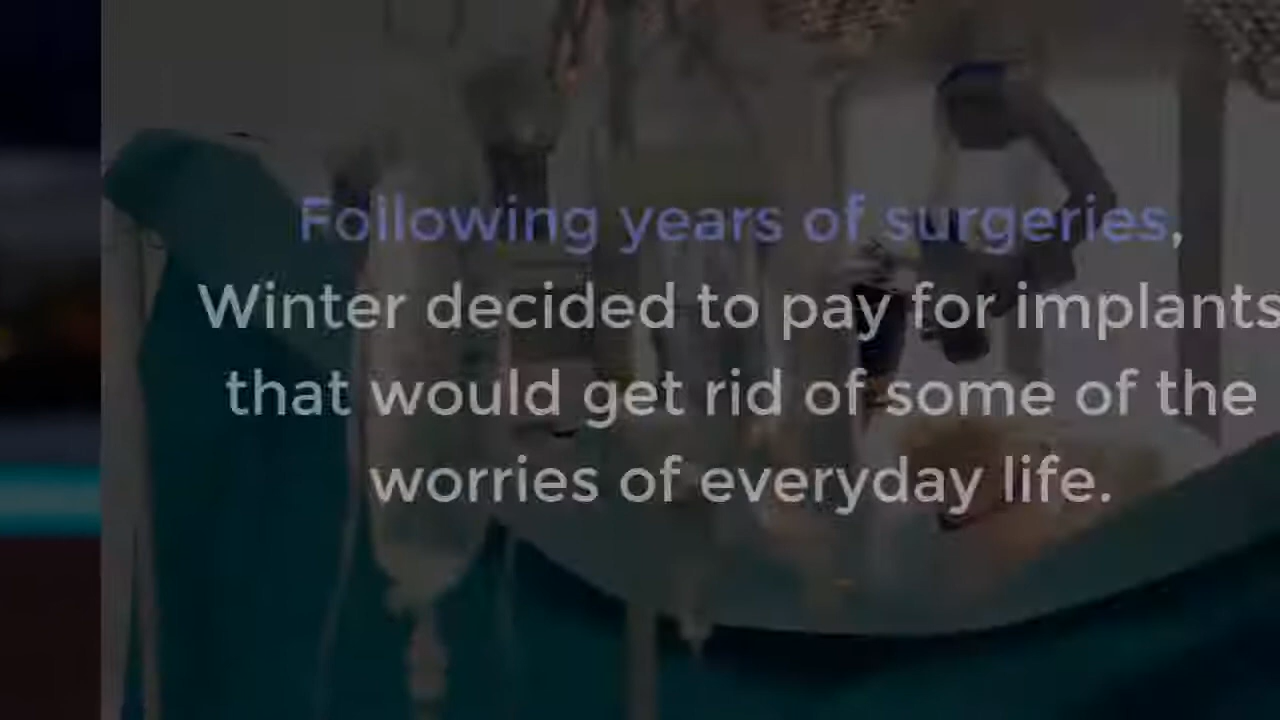 Following years of surgeries,
Winter decided to pay for implants
that would get rid of some of the
worries of everyday life.